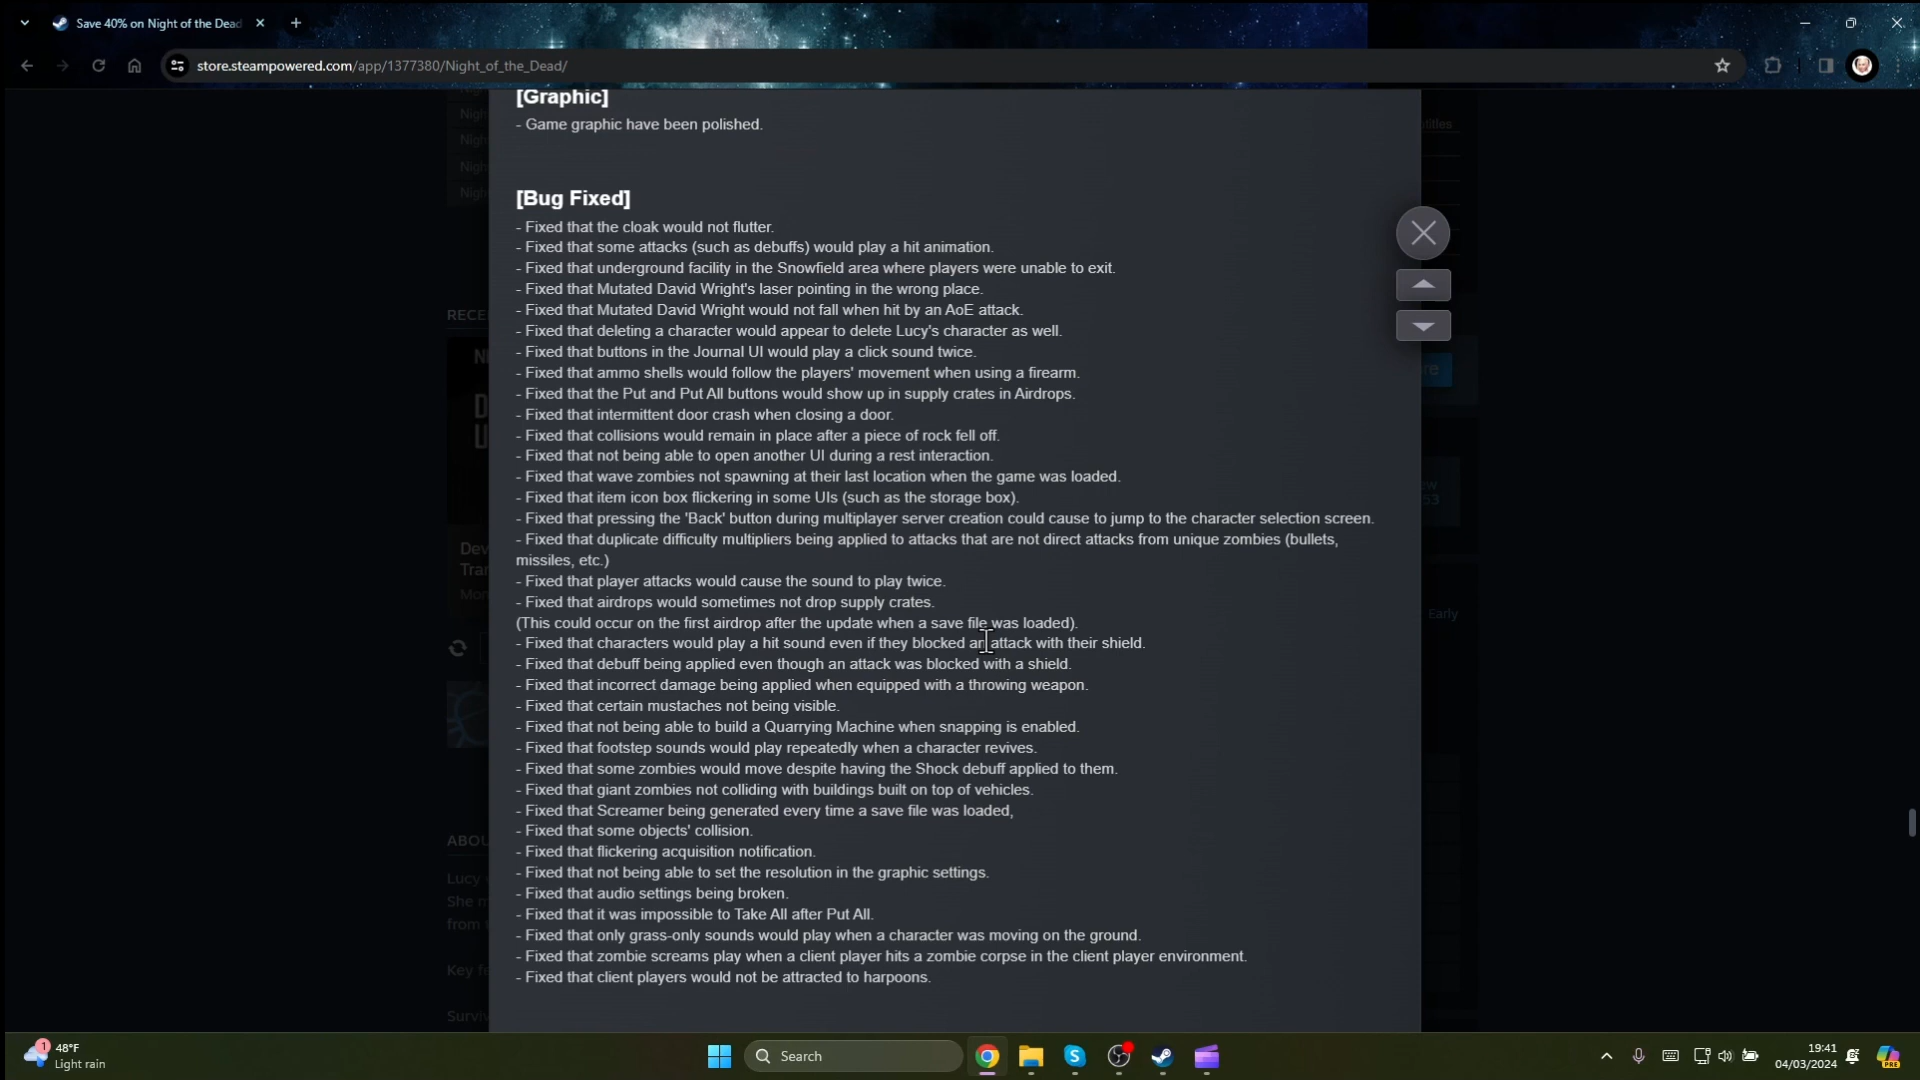 Save 40% on Night of the Dead
store.steampowered.com/app/1377380/Night_of_the_Dead/
[Graphic]
- Game graphic have been polished.
[Bug Fixed]
- Fixed that the cloak would not flutter.
- Fixed that some attacks (such as debuffs) would play a hit animation.
- Fixed that underground facility in the Snowfield area where players were unable to exit.
- Fixed that Mutated David Wright's laser pointing in the wrong place.
- Fixed that Mutated David Wright would not fall when hit by an AoE attack.
- Fixed that deleting a character would appear to delete Lucy's character as well.
- Fixed that buttons in the Journal UI would play a click sound twice.
- Fixed that ammo shells would follow the players' movement when using a firearm.
- Fixed that the Put and Put All buttons would show up in supply crates in Airdrops.
- Fixed that intermittent door crash when closing a door.
- Fixed that collisions would remain in place after a piece of rock fell off.
- Fixed that not being able to open another UI during a rest interaction.
- Fixed that wave zombies not spawning at their last location when the game was loaded.
- Fixed that item icon box flickering in some UIs (such as the storage box).
- Fixed that pressing the 'Back' button during multiplayer server creation could cause to jump to the character selection screen.
- Fixed that duplicate difficulty multipliers being applied to attacks that are not direct attacks from unique zombies (bullets,
missiles, etc.)
- Fixed that player attacks would cause the sound to play twice.
- Fixed that airdrops would sometimes not drop supply crates.
(This could occur on the first airdrop after the update when a save file was loaded).
- Fixed that characters would play a hit sound even if they blocked an attack with their shield.
- Fixed that debuff being applied even though an attack was blocked with a shield.
- Fixed that incorrect damage being applied when equipped with a throwing weapon.
- Fixed that certain mustaches not being visible.
- Fixed that not being able to build a Quarrying Machine when snapping is enabled.
- Fixed that footstep sounds would play repeatedly when a character revives.
- Fixed that some zombies would move despite having the Shock debuff applied to them.
- Fixed that giant zombies not colliding with buildings built on top of vehicles.
- Fixed that Screamer being generated every time a save file was loaded,
- Fixed that some objects' collision.
- Fixed that flickering acquisition notification.
- Fixed that not being able to set the resolution in the graphic settings.
- Fixed that audio settings being broken.
- Fixed that it was impossible to Take All after Put All.
- Fixed that only grass-only sounds would play when a character was moving on the ground.
- Fixed that zombie screams play when a client player hits a zombie corpse in the client player environment.
- Fixed that client players would not be attracted to harpoons.
Early
RECE
ABOU
Lucy
Key fe
Surviv
1
48°F
Light rain
Search
19:41
04/03/2024